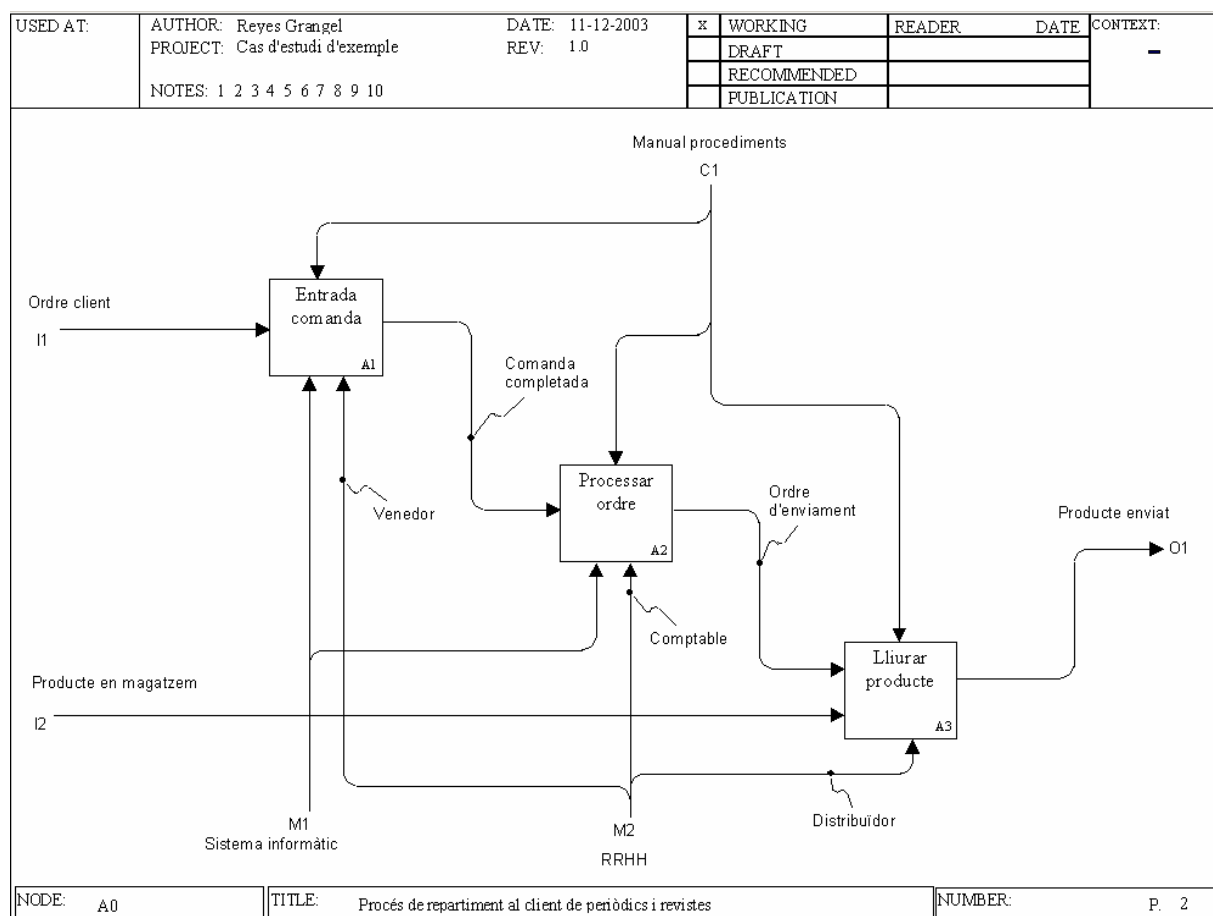 USED AT:
AUTHOR: Reyes Grangel
DATE: 11-12-2003
PROJECT: Cas d'estudi d'exemple
REV: 1.0
NOTES: 1 2 3 4 5 6 7 8 9 10
X WORKING
DRAFT
RECOMMENDED
PUBLICATION
READER DATE
CONTEXT:
Manual procediments
C1
Entrada
comanda
A1
Ordre client
I1
Comanda
completada
Venedor
Processar
ordre
A2
Ordre
d'enviament
Producte enviat
O1
Comptable
Lliurar
producte
A3
Producte en magatzem
I2
M1
Sistema informàtic
M2
RRHH
Distribuïdor
NODE: A0
TITLE: Procés de repartiment al client de periòdics i revistes
NUMBER: P. 2